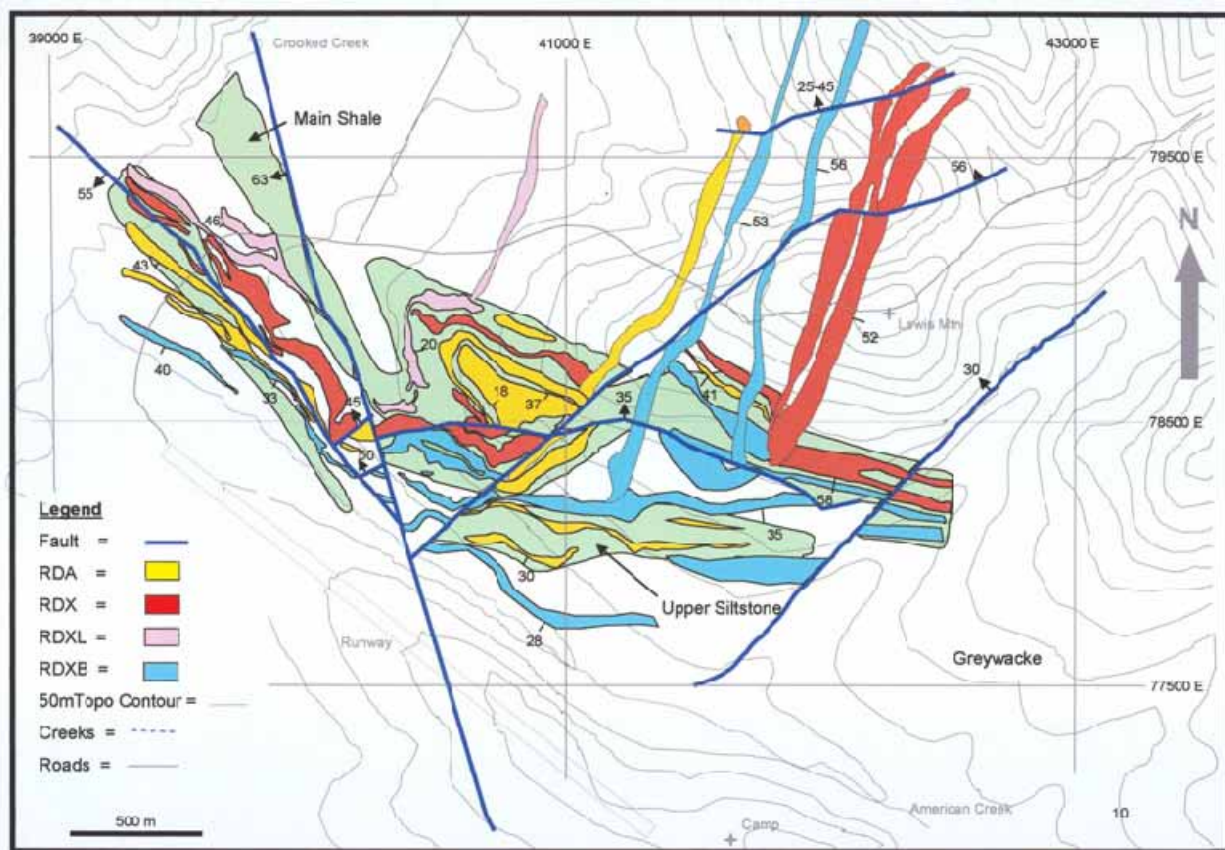 39000 E
41000 E
43000 E
Crooked Creek
25-45
Main Shale
79500 E
56
56
55
63
N
46
53
43
Lewis Mtn
52
20
40
30
18
41
33
37
35
45
78500 E
50
58
Legend
35
Fault =
30
RDA =
Upper Siltstone
RDX =
28
RDXL =
Runway
Greywacke
RDXB =
77500 E
50mTopo Contour =
Creeks =
Roads =
American Creek
10
500 m
Camp